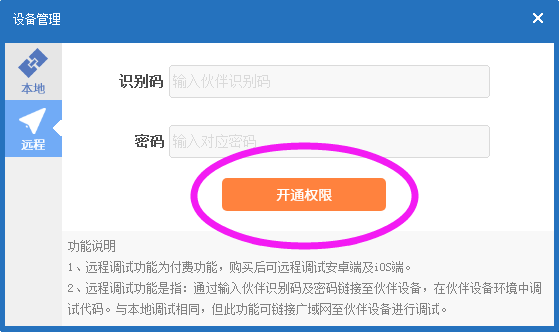 设备管理
本地
远程
识别码 输入伙伴识别码
密码 输入对应密码
开通权限
功能说明
1、远程调试功能为付费功能，购买后可远程调试安卓端及iOS端。
2、远程调试功能是指：通过输入伙伴识别码及密码链接至伙伴设备，在伙伴设备环境中调
试代码。与本地调试相同，但此功能可链接广域网至伙伴设备进行调试。